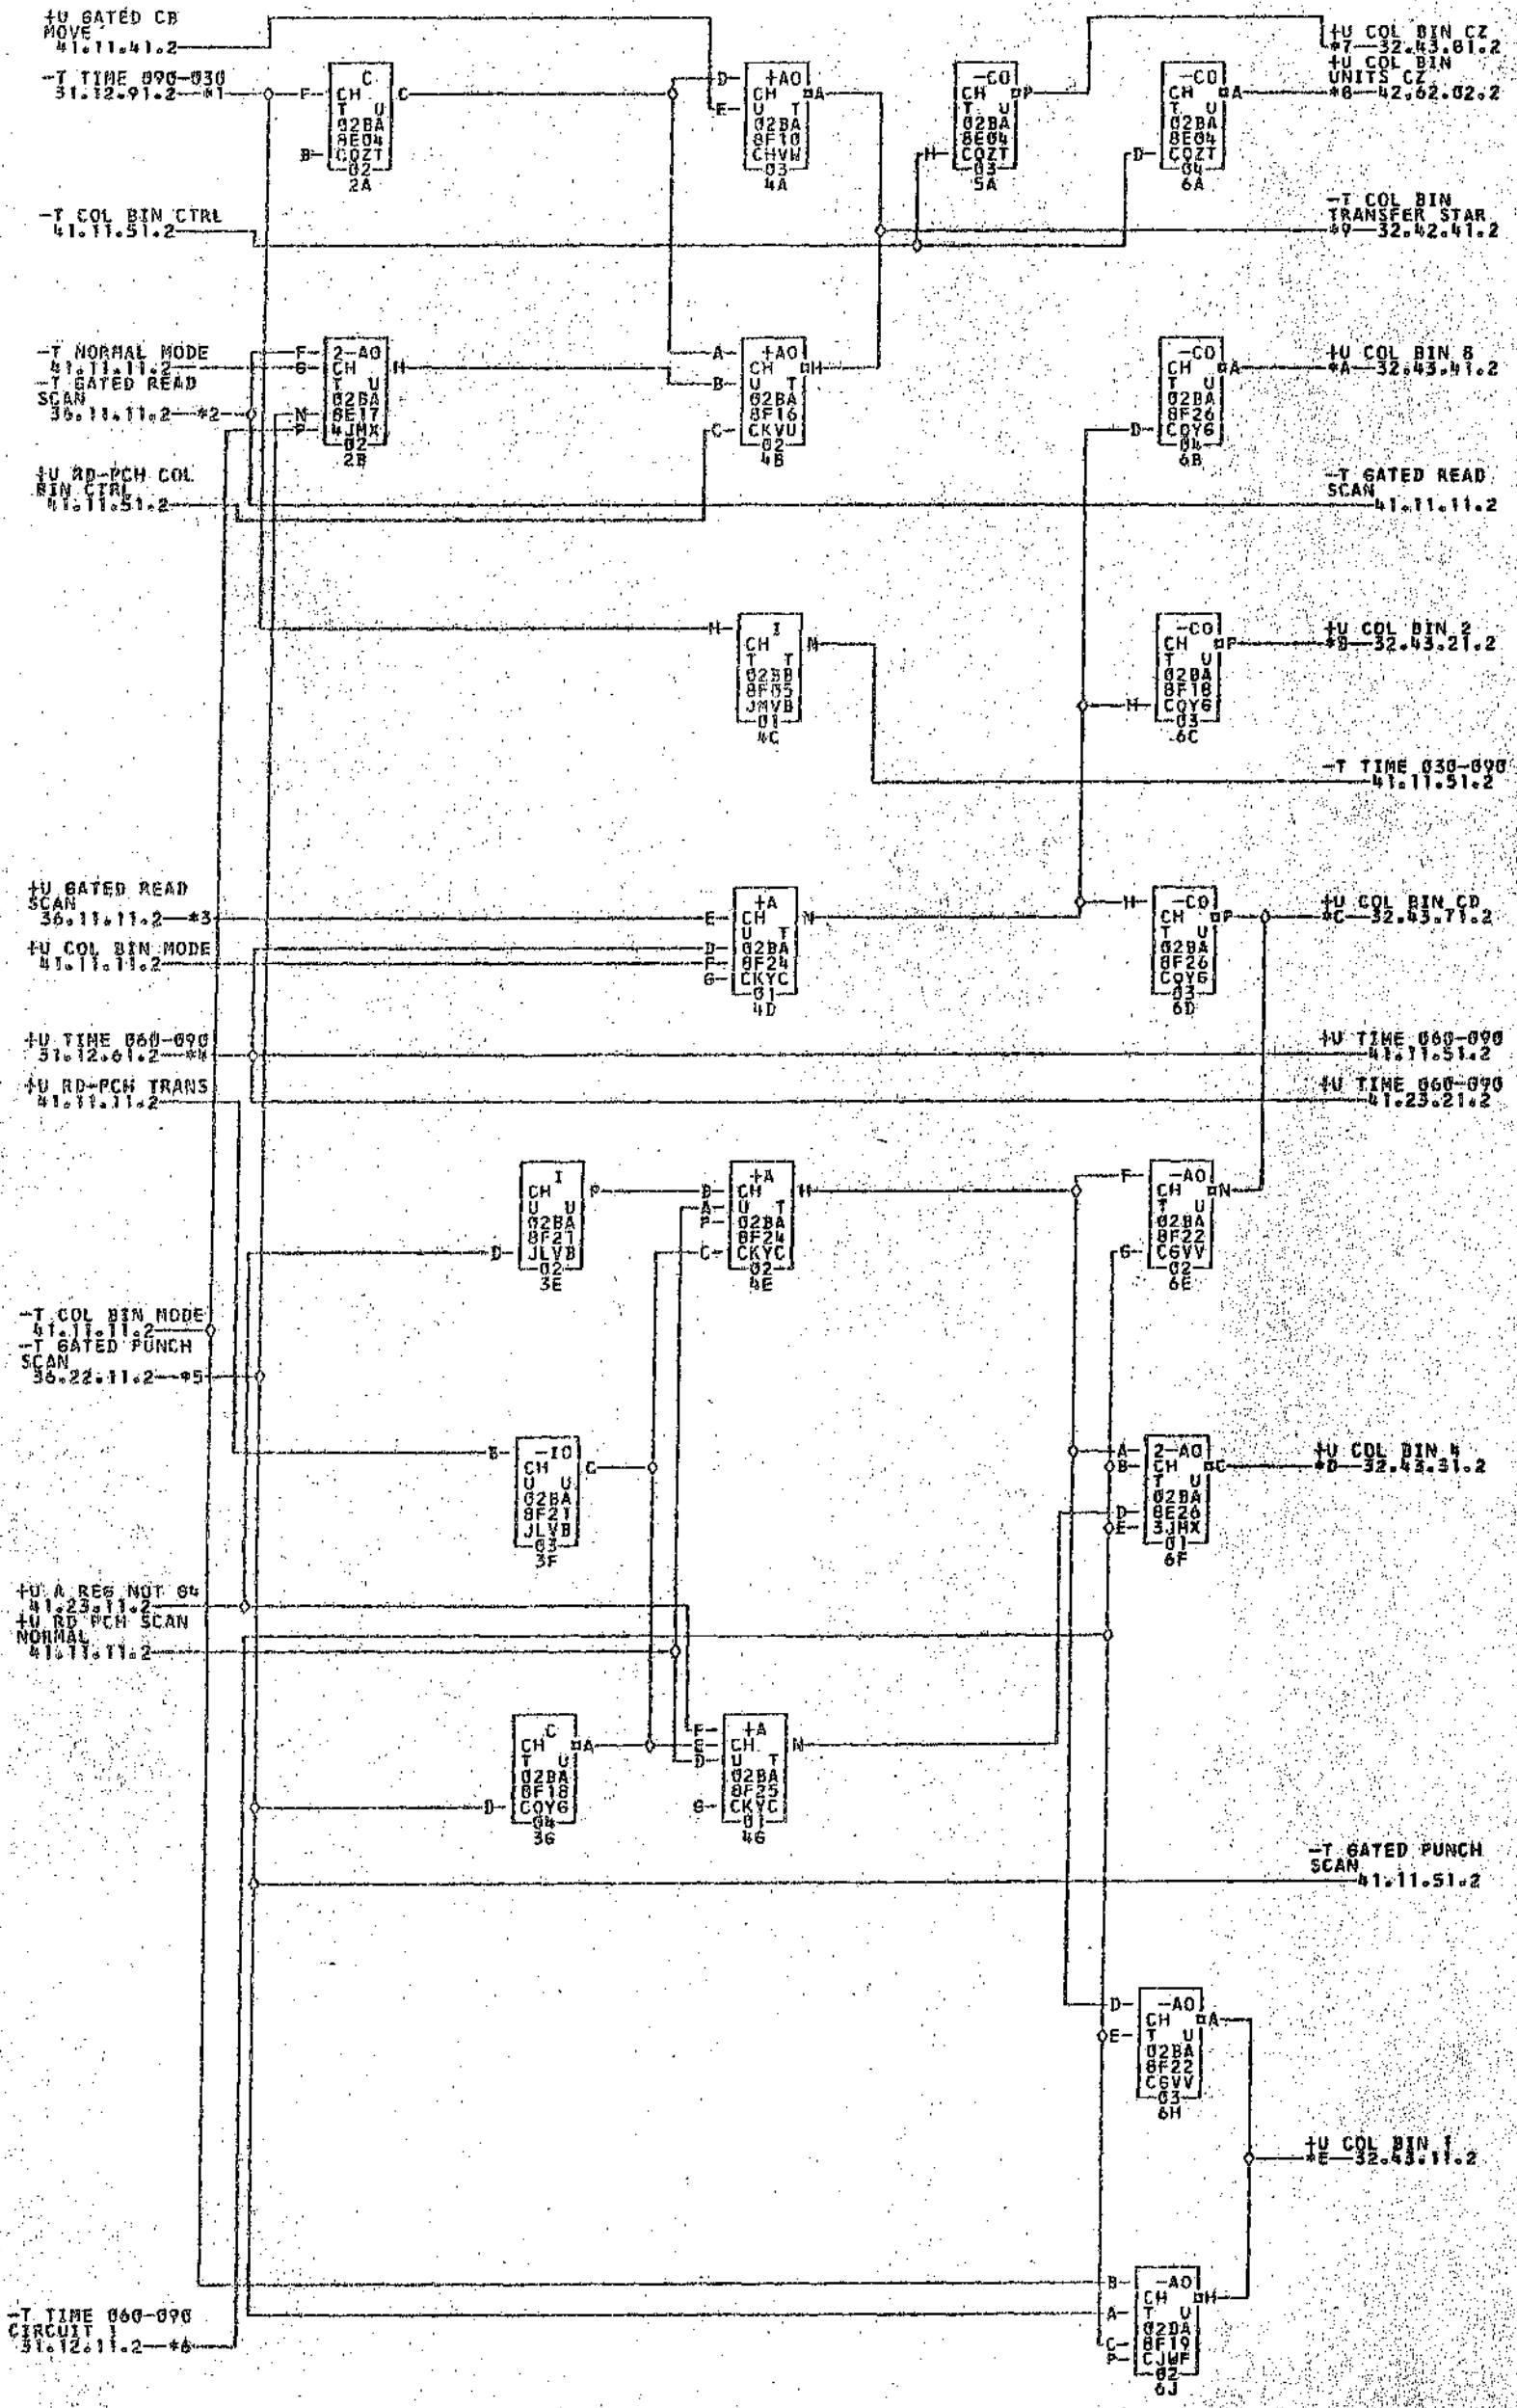 +U GATED CB
MOVE
41.11.41.2
-T TIME 090-030
31.12.91.2 *1
F
B
C
CH
T U
02BA
8E04
CQZT
02
2A
C
D
E
+AO
CH
U T
02BA
8F10
CHVW
03
4A
A
H
-CO
CH
T U
02BA
8E04
CQZT
03
5A
P
D
-CO
CH
T U
02BA
8E04
CQZT
04
6A
A
+U COL BIN CZ
*7 32.43.81.2
+U COL BIN
UNITS CZ
*8 42.62.02.2
-T COL BIN CTRL
41.11.51.2
-T COL BIN
TRANSFER STAR
*9 32.42.41.2
-T NORMAL MODE
41.11.11.2
-T GATED READ
SCAN
36.11.11.2 *2
F
G
N
P
2-AO
CH
T U
02BA
8E17
4JMX
02
2B
H
A
B
C
+AO
CH
U T
02BA
8F16
CKVU
02
4B
H
D
-CO
CH
T U
02BA
8F26
CQYG
04
6B
A
+U COL BIN 8
*A 32.43.41.2
+U RD-PCH COL
BIN CTRL
41.11.51.2
-T GATED READ
SCAN
41.11.11.2
M
I
CH
T T
02BB
8F05
JMVB
01
4C
N
H
-CO
CH
T U
02BA
8F18
CQYG
03
6C
P
+U COL BIN 2
*B 32.43.21.2
-T TIME 030-090
41.11.51.2
+U GATED READ
SCAN
36.11.11.2 *3
+U COL BIN MODE
41.11.11.2
E
D
F
G
+A
CH
U T
02BA
8F24
CKYC
01
4D
N
H
-CO
CH
T U
02BA
8F26
CQYG
03
6D
P
+U COL BIN CD
*C 32.43.71.2
+U TIME 060-090
31.12.61.2 *4
+U TIME 060-090
41.11.51.2
+U RD-PCH TRANS
41.11.11.2
+U TIME 060-090
41.23.21.2
D
I
CH
U U
02BA
8F21
JLVB
02
3E
P
B
A
P
C
+A
CH
U T
02BA
8F24
CKYC
02
4E
H
F
G
-AO
CH
T U
02BA
8F22
CGVV
02
6E
N
-T COL BIN MODE
41.11.11.2
-T GATED PUNCH
SCAN
36.22.11.2 *5
B
-IO
CH
U U
02BA
8F21
JLVB
03
3F
C
A
B
D
E
2-AO
CH
T U
02BA
8E26
3JHX
01
6F
C
+U COL BIN 4
*D 32.43.31.2
+U A REG NOT 84
41.23.11.2
+U RD PCH SCAN
NORMAL
41.11.11.2
D
C
CH
T U
02BA
8F18
CQYG
04
3G
A
F
E
D
G
+A
CH
U T
02BA
8F25
CKYC
01
4G
N
-T GATED PUNCH
SCAN
41.11.51.2
D
E
-AO
CH
T U
02BA
8F22
CGVV
03
6H
A
+U COL BIN 1
*E 32.43.11.2
-T TIME 060-090
CIRCUIT 1
31.12.11.2 *6
B
A
C
P
-AO
CH
T U
02DA
8F19
CJWF
02
6J
H